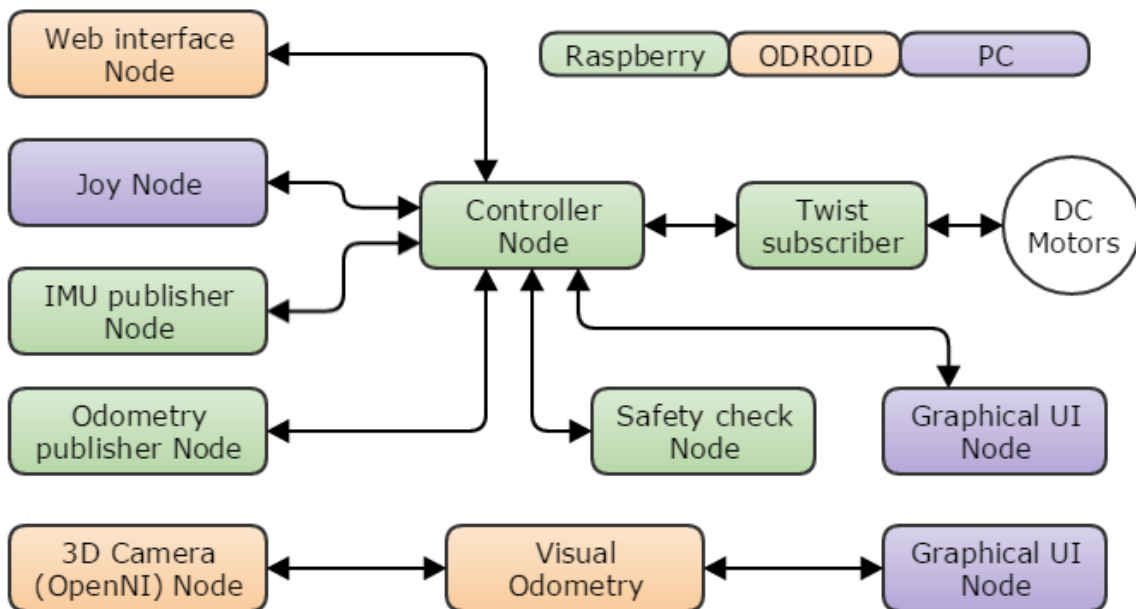 Web interface
Node
Raspberry
ODROID
PC
Joy Node
Controller
Node
Twist
subscriber
DC
Motors
IMU publisher
Node
Odometry
publisher Node
Safety check
Node
Graphical UI
Node
3D Camera
(OpenNI) Node
Visual
Odometry
Graphical UI
Node